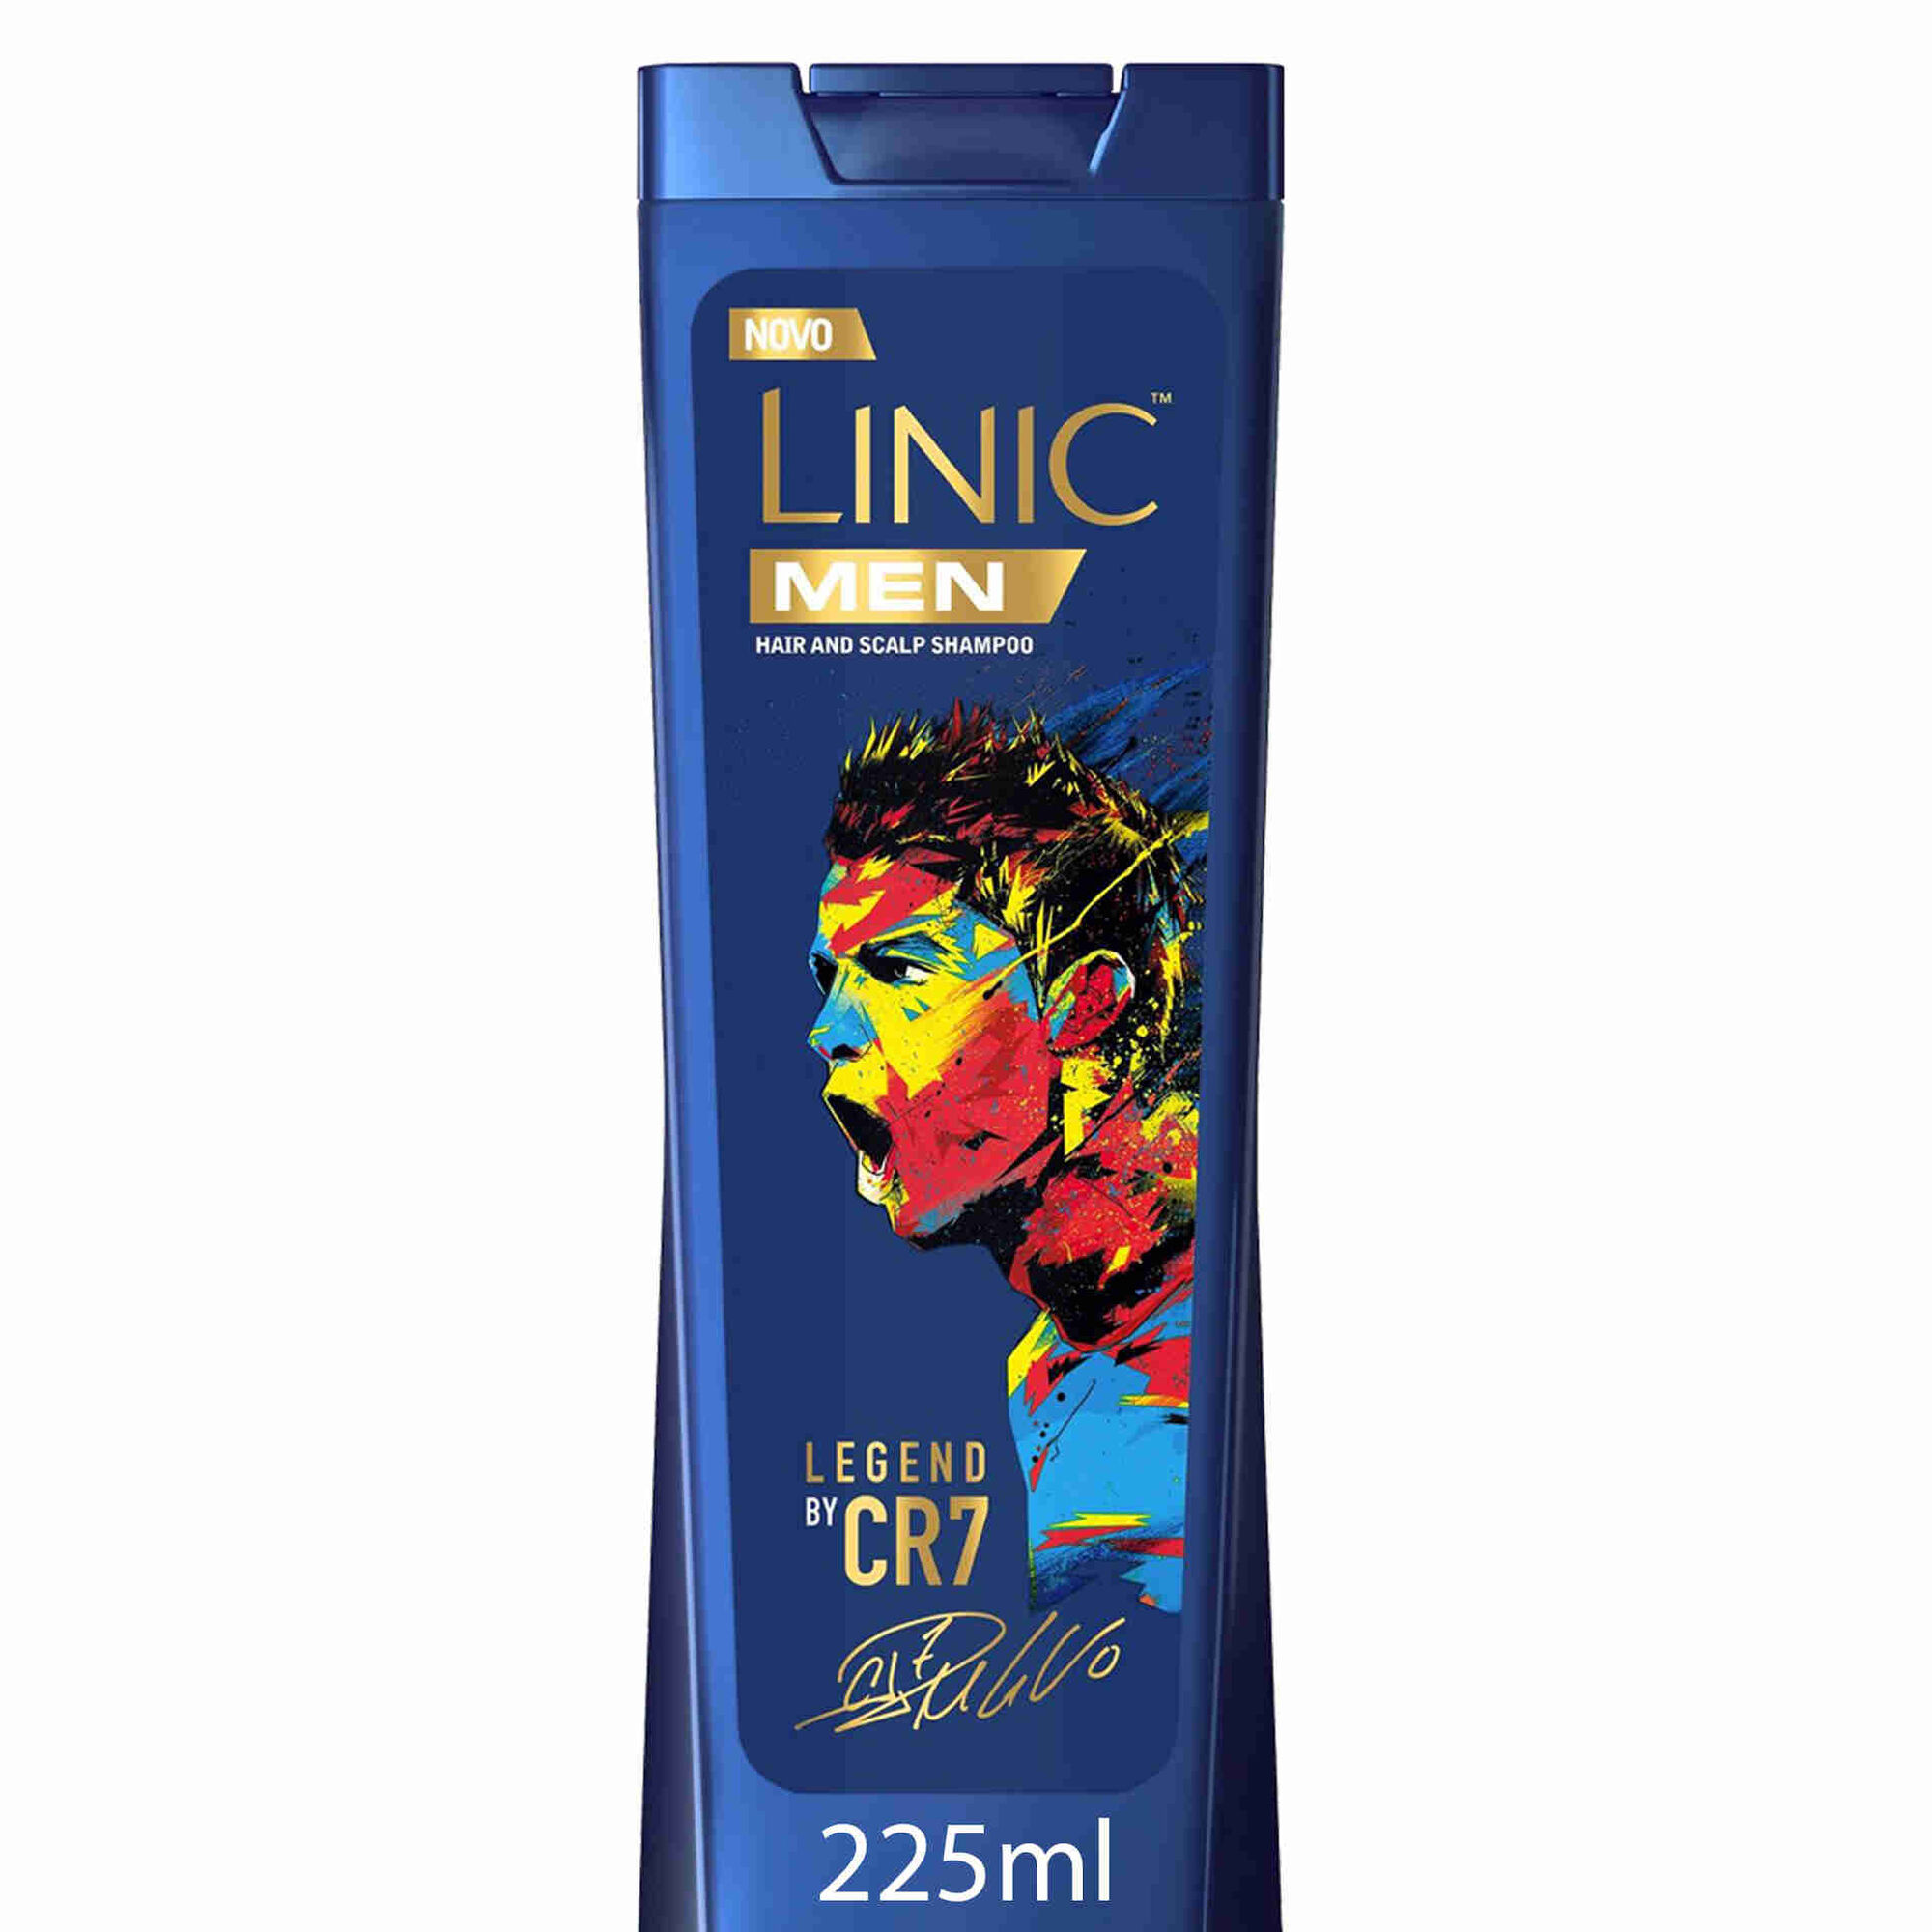 NOVO
LINIC™
MEN
HAIR AND SCALP SHAMPOO
LEGEND
BY CR7
225ml